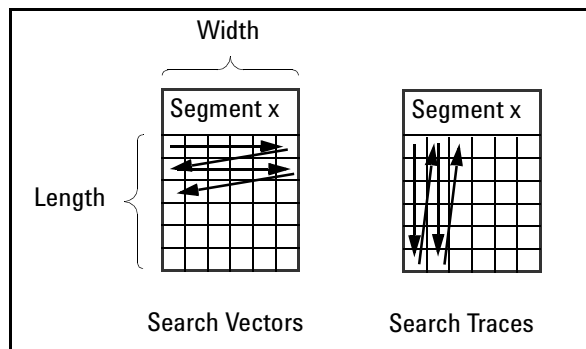 Width
Segment x
Segment x
Length
Search Vectors
Search Traces